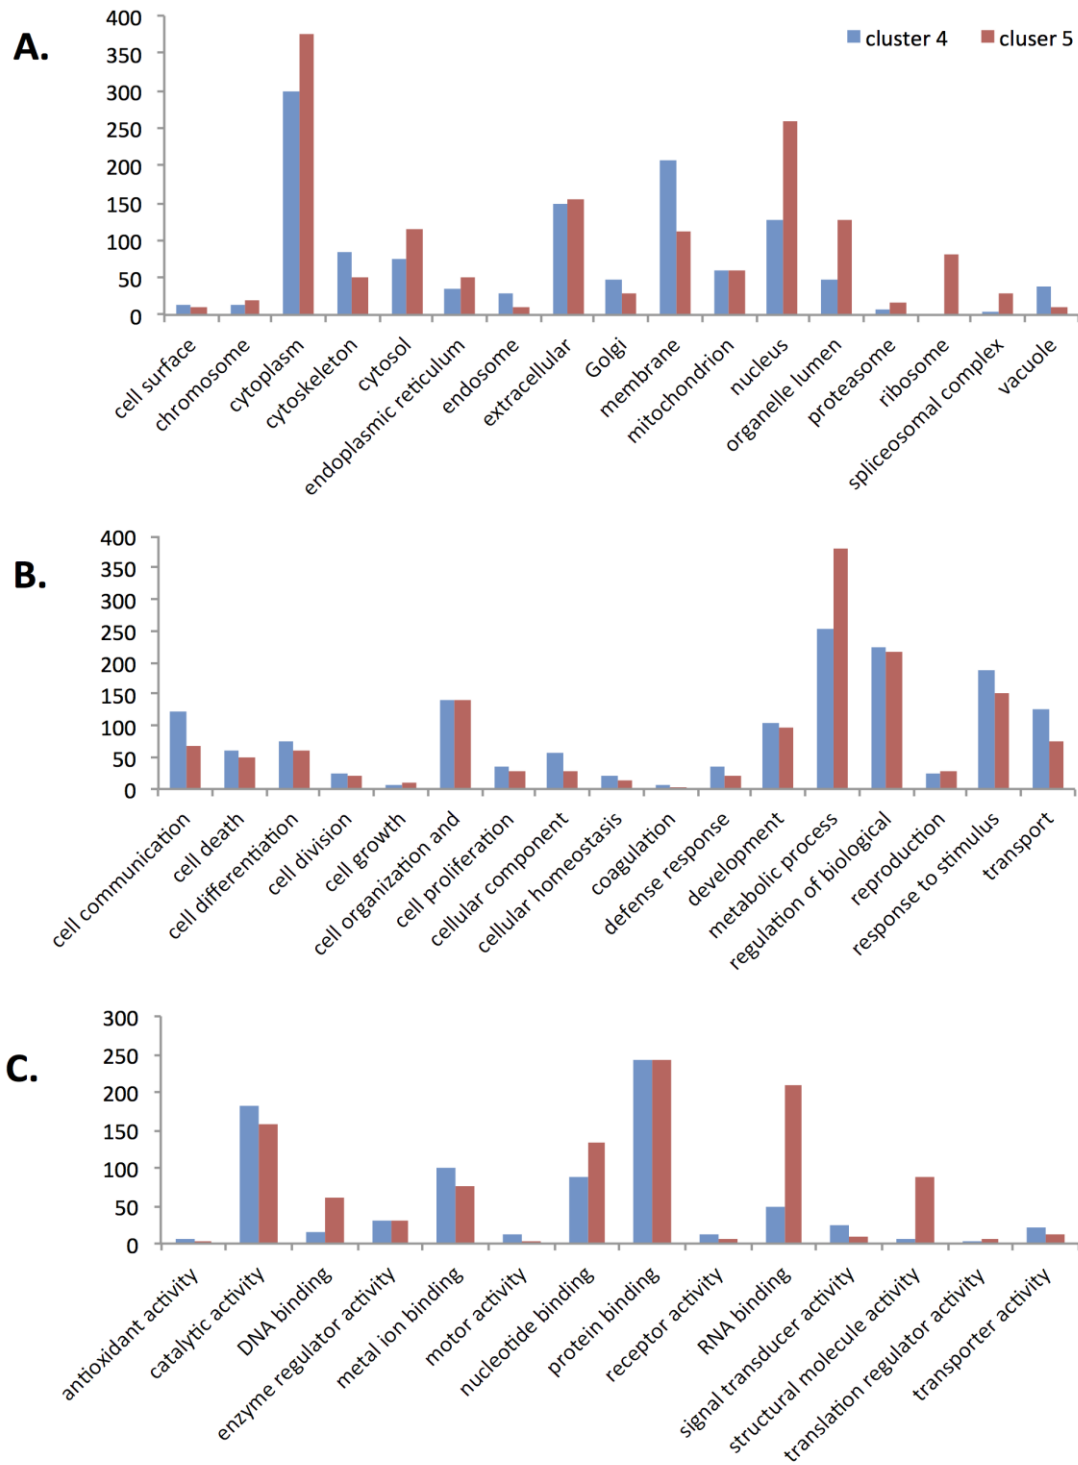 A.
cluster 4
cluser 5
400
350
300
250
200
150
100
50
0
cell surface
chromosome
cytoplasm
cytoskeleton
cytosol
endoplasmic reticulum
endosome
extracellular
Golgi
membrane
mitochondrion
nucleus
organelle lumen
proteasome
ribosome
spliceosomal complex
vacuole
B.
400
350
300
250
200
150
100
50
0
cell communication
cell death
cell differentiation
cell division
cell growth
cell organization and
cell proliferation
cellular component
cellular homeostasis
coagulation
defense response
development
metabolic process
regulation of biological
reproduction
response to stimulus
transport
C.
300
250
200
150
100
50
0
antioxidant activity
catalytic activity
DNA binding
enzyme regulator activity
metal ion binding
motor activity
nucleotide binding
protein binding
receptor activity
RNA binding
signal transducer activity
structural molecule activity
translation regulator activity
transporter activity